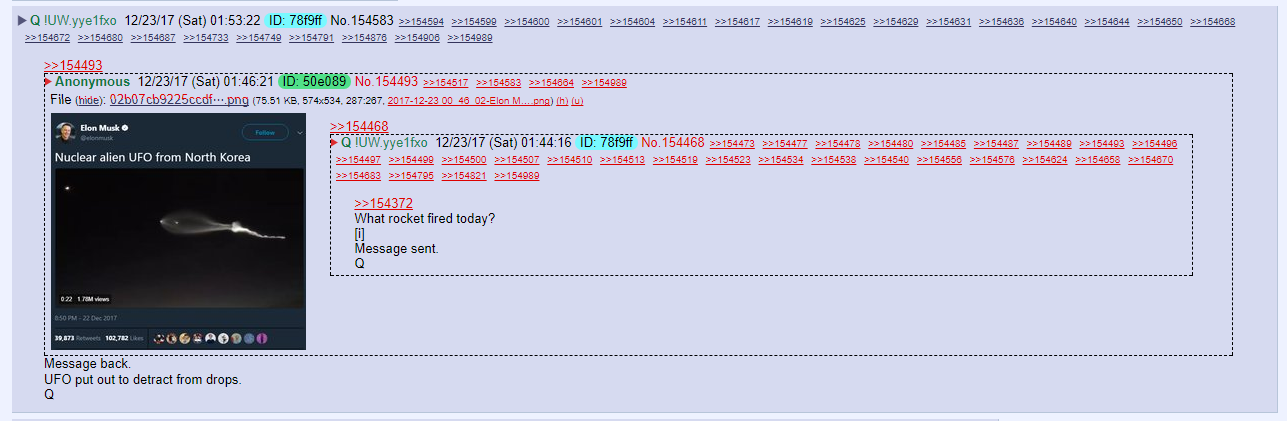 ▶ Q !UW.yye1fxo 12/23/17 (Sat) 01:53:22 ID: 78f9ff No.154583 >>154594 >>154599 >>154600 >>154601 >>154604 >>154611 >>154617 >>154619 >>154625 >>154629 >>154631 >>154636 >>154640 >>154644 >>154650 >>154668
>>154672 >>154680 >>154687 >>154733 >>154749 >>154791 >>154876 >>154906 >>154989
>>154493
▶ Anonymous 12/23/17 (Sat) 01:46:21 ID: 50e089 No.154493 >>154517 >>154583 >>154664 >>154989
File (hide): 02b07cb9225ccdf⋯.png (75.51 KB, 574x534, 287:267, 2017-12-23 00_46_02-Elon M….png) (h) (u)
Elon Musk
@elonmusk
Follow
Nuclear alien UFO from North Korea
0:22 1.78M views
8:50 PM - 22 Dec 2017
39,873 Retweets 102,782 Likes
>>154468
▶ Q !UW.yye1fxo 12/23/17 (Sat) 01:44:16 ID: 78f9ff No.154468 >>154473 >>154477 >>154478 >>154480 >>154485 >>154487 >>154489 >>154493 >>154496
>>154497 >>154499 >>154500 >>154507 >>154510 >>154513 >>154519 >>154523 >>154534 >>154538 >>154540 >>154556 >>154576 >>154624 >>154658 >>154670
>>154683 >>154795 >>154821 >>154989
>>154372
What rocket fired today?
[i]
Message sent.
Q
Message back.
UFO put out to detract from drops.
Q